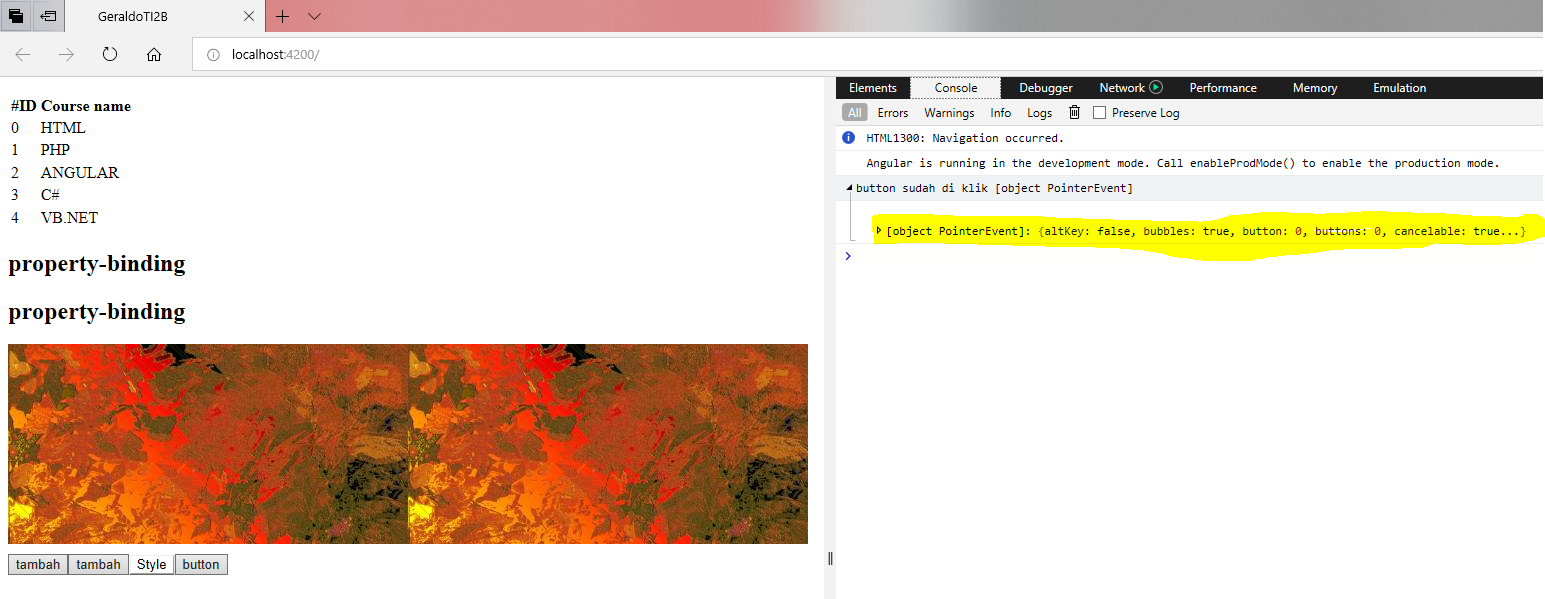 GeraldoTI2B
localhost:4200/
#ID Course name
0 HTML
1 PHP
2 ANGULAR
3 C#
4 VB.NET
property-binding
property-binding
tambah tambah Style button
Elements Console Debugger Network Performance Memory Emulation
All Errors Warnings Info Logs Preserve Log
HTML1300: Navigation occurred.
Angular is running in the development mode. Call enableProdMode() to enable the production mode.
button sudah di klik [object PointerEvent]
[object PointerEvent]: {altKey: false, bubbles: true, button: 0, buttons: 0, cancelable: true...}